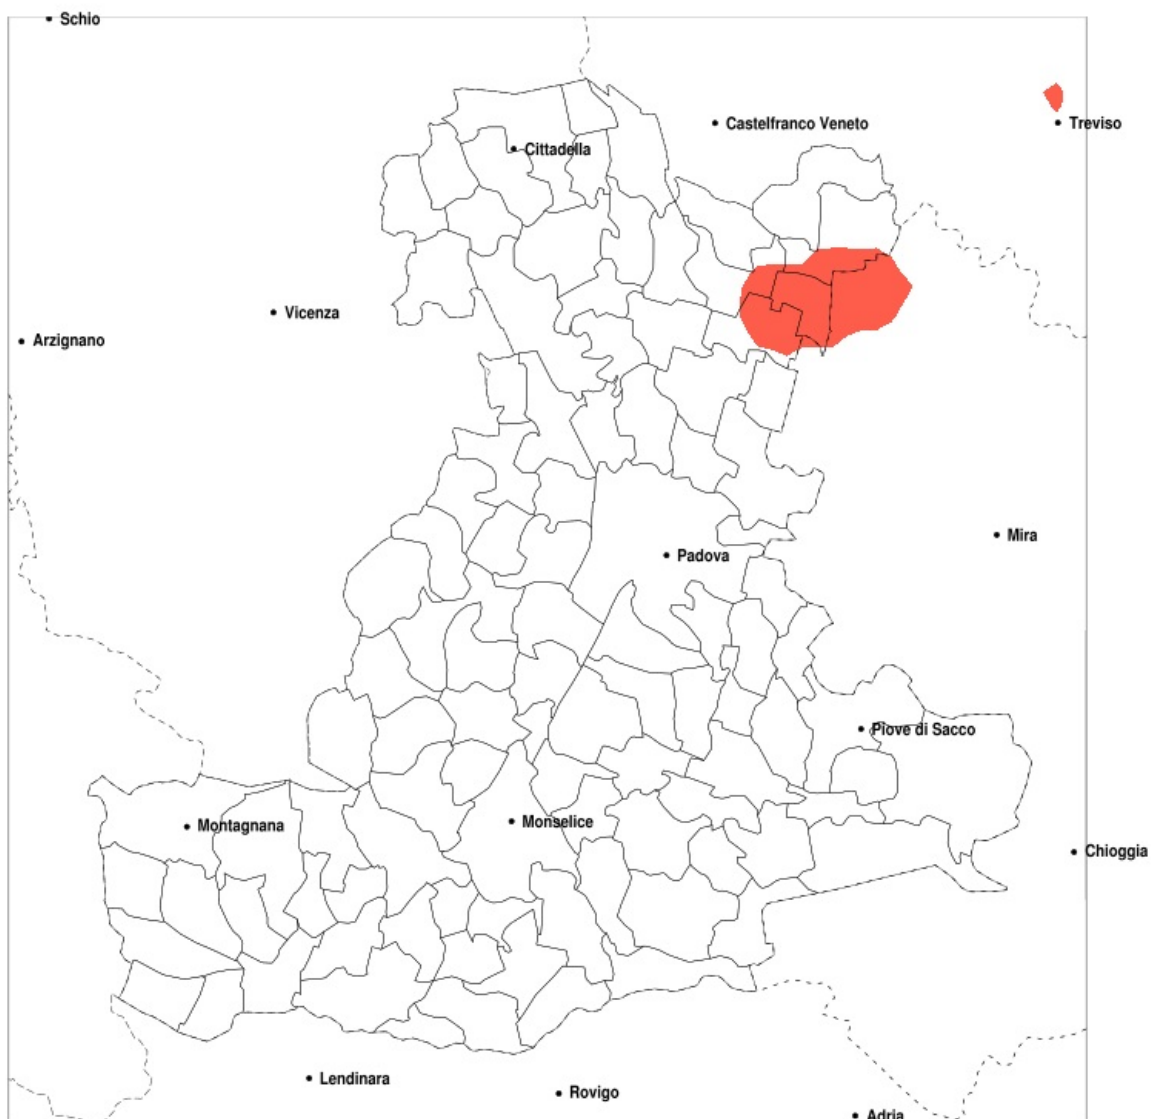 Schio
Castelfranco Veneto
Treviso
Cittadella
Vicenza
Arzignano
Mira
Padova
Piove di Sacco
Montagnana
Monselice
Chioggia
Lendinara
Rovigo
Adria